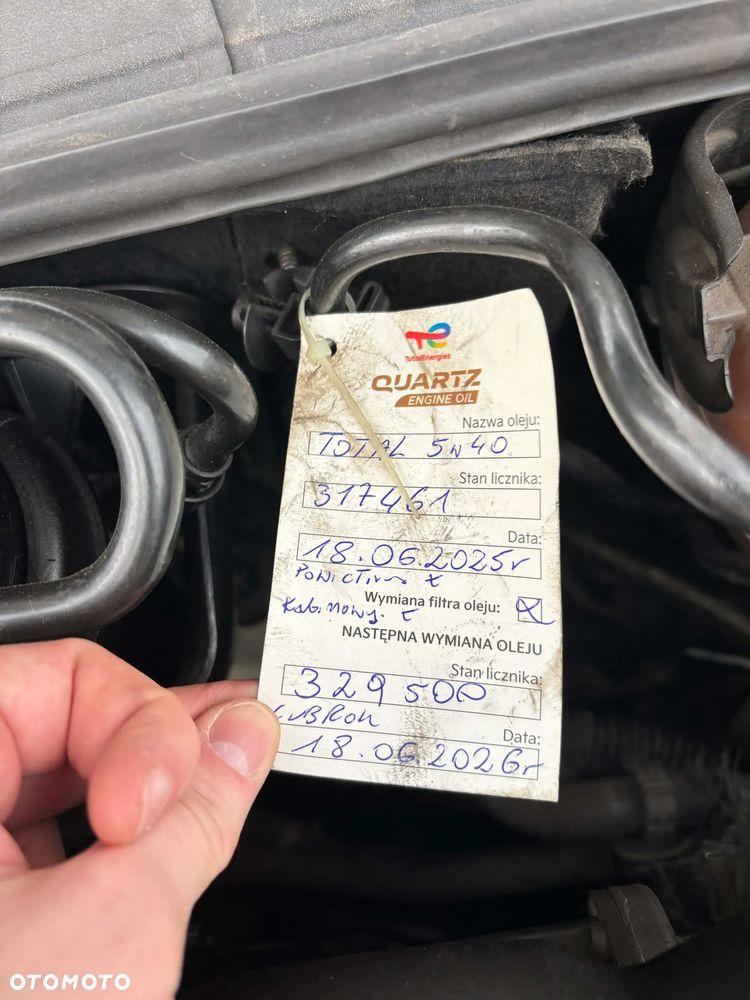 TotalEnergies
QUARTZ
ENGINE OIL
Nazwa oleju:
TOTAL 5w40
Stan licznika:
317461
Data:
18.06.2025r
Wymiana filtra oleju:
Kabinowy
NASTĘPNA WYMIANA OLEJU
Stan licznika:
329500
Data:
18.06.2026r
OTOMOTO